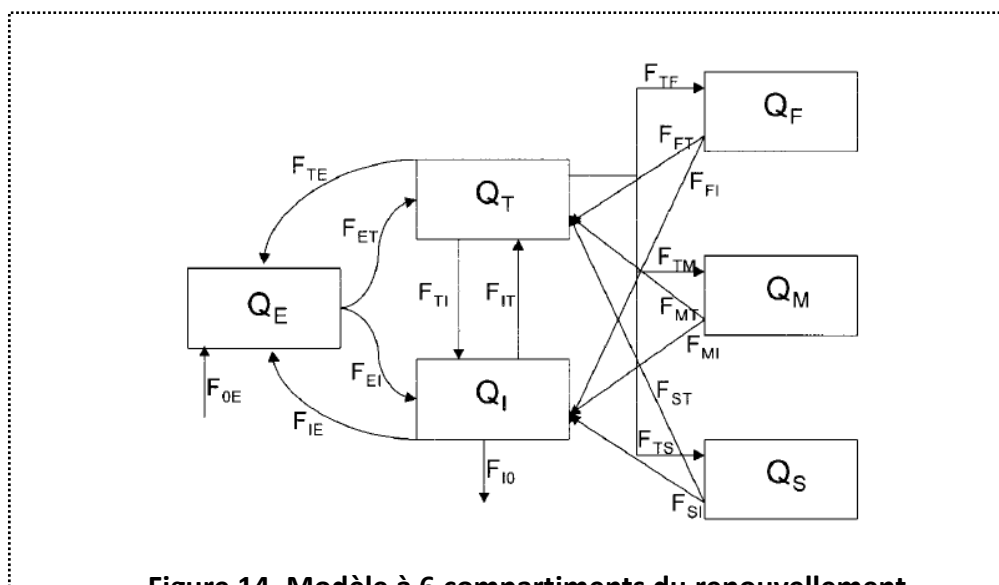 F_TF
Q_F
F_FT
F_FI
F_TE
Q_T
F_ET
F_TM
Q_M
Q_E
F_TI
F_IT
F_MT
F_MI
F_EI
Q_I
F_ST
F_0E
F_IE
F_TS
F_I0
Q_S
F_SI
Figure 14. Modèle à 6 compartiments du renouvellement